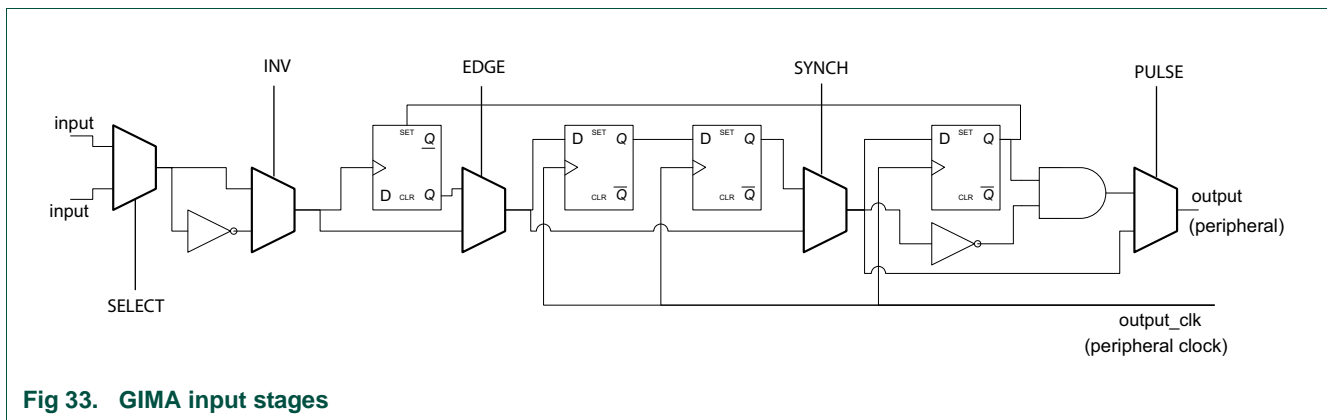 INV
EDGE
SYNCH
PULSE
input
input
SELECT
SET
Q
Q
D
CLR
Q
D
SET
Q
CLR
Q
D
SET
Q
CLR
Q
D
SET
Q
CLR
Q
output
(peripheral)
output_clk
(peripheral clock)
Fig 33. GIMA input stages